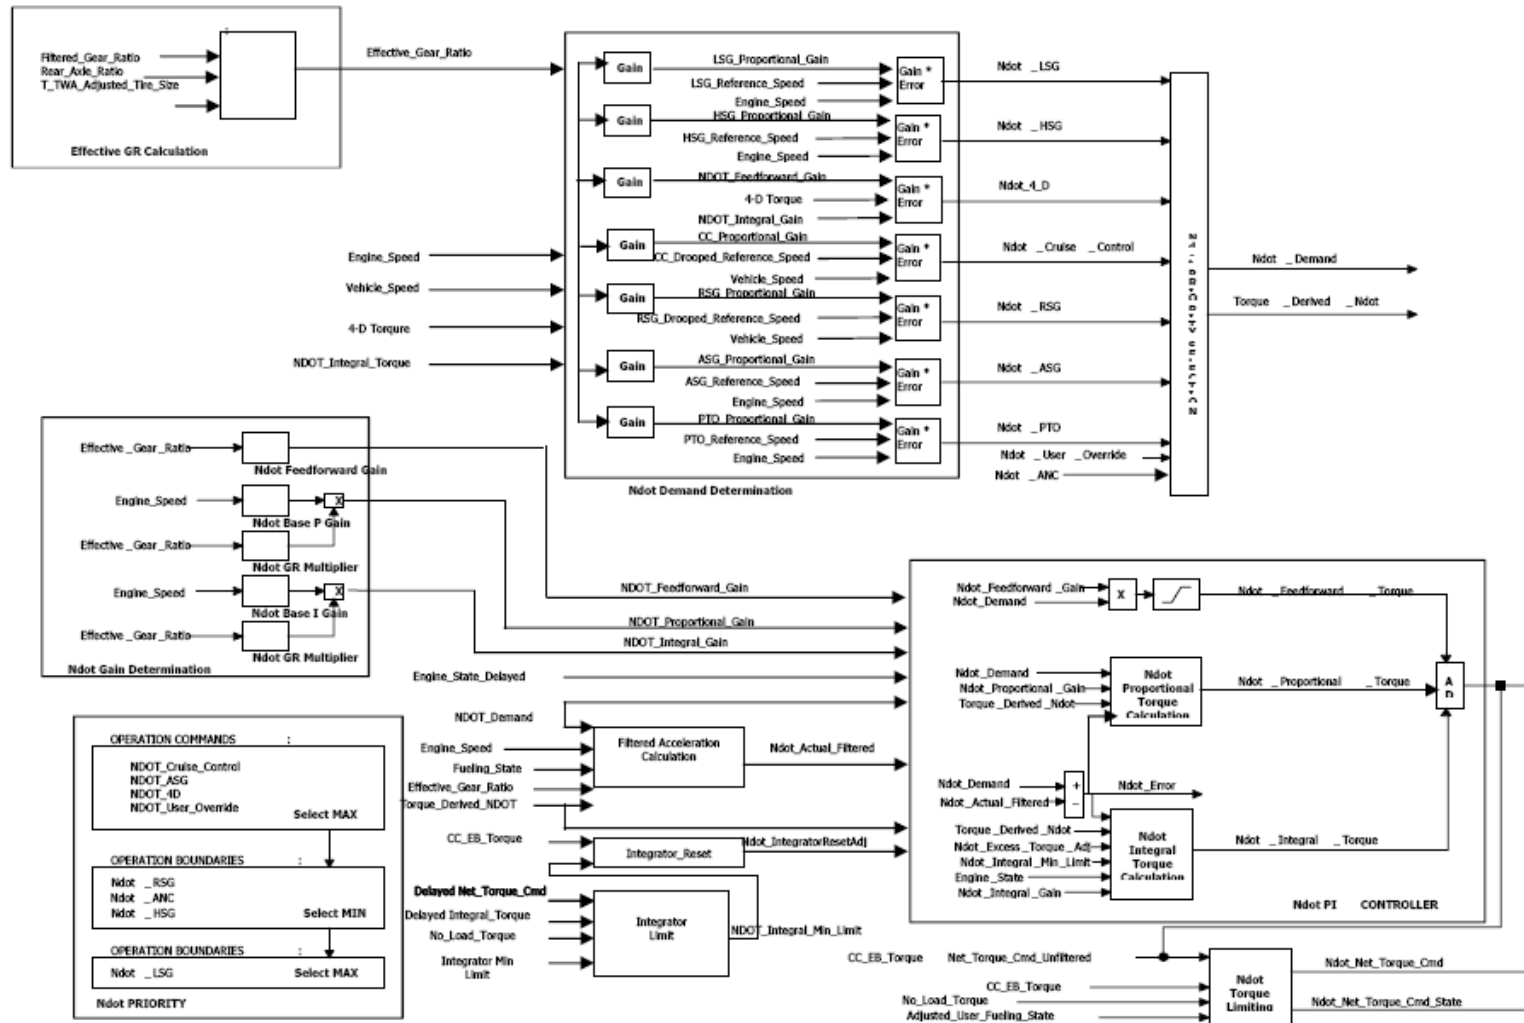 Filtered_Gear_Ratio
Rear_Axle_Ratio
T_TWA_Adjusted_Tire_Size
:
Effective GR Calculation
Effective_Gear_Ratio
Engine_Speed
Vehicle_Speed
4-D Torqure
NDOT_Integral_Torque
Gain
LSG_Proportional_Gain
LSG_Reference_Speed
Engine_Speed
Gain *
Error
Gain
HSG_Proportional_Gain
HSG_Reference_Speed
Engine_Speed
Gain *
Error
Gain
NDOT_Feedforward_Gain
4-D Torque
NDOT_Integral_Gain
Gain *
Error
Gain
CC_Proportional_Gain
CC_Drooped_Reference_Speed
Vehicle_Speed
Gain *
Error
Gain
RSG_Proportional_Gain
RSG_Drooped_Reference_Speed
Vehicle_Speed
Gain *
Error
Gain
ASG_Proportional_Gain
ASG_Reference_Speed
Engine_Speed
Gain *
Error
Gain
PTO_Proportional_Gain
PTO_Reference_Speed
Engine_Speed
Gain *
Error
Ndot Demand Determination
Ndot _LSG
Ndot _HSG
Ndot_4_D
Ndot _Cruise _Control
Ndot _RSG
Ndot _ASG
Ndot _PTO
Ndot _User _Override
Ndot _ANC
Ndot _Demand
Torque _Derived _Ndot
Effective _Gear_Ratio
Ndot Feedforward Gain
Engine_Speed
X
Ndot Base P Gain
Effective _Gear_Ratio
Ndot GR Multiplier
Engine_Speed
X
Ndot Base I Gain
Effective _Gear_Ratio
Ndot GR Multiplier
Ndot Gain Determination
NDOT_Feedforward_Gain
NDOT_Proportional_Gain
NDOT_Integral_Gain
Engine_State_Delayed
NDOT_Demand
Engine_Speed
Fueling_State
Effective_Gear_Ratio
Torque_Derived_NDOT
Filtered Acceleration
Calculation
Ndot_Actual_Filtered
CC_EB_Torque
Integrator_Reset
Ndot_IntegratorResetAdj
Delayed Net_Torque_Cmd
Delayed Integral_Torque
No_Load_Torque
Integrator Min
Limit
Integrator
Limit
NDOT_Integral_Min_Limit
OPERATION COMMANDS :
NDOT_Cruise_Control
NDOT_ASG
NDOT_4D
NDOT_User_Override
Select MAX
OPERATION BOUNDARIES :
Ndot _RSG
Ndot _ANC
Ndot _HSG
Select MIN
OPERATION BOUNDARIES :
Ndot _LSG
Select MAX
Ndot PRIORITY
Ndot_Feedforward _Gain
Ndot_Demand
X
Ndot _Feedforward _Torque
Ndot_Demand
Ndot_Proportional _Gain
Torque _Derived _Ndot
Ndot
Proportional
Torque
Calculation
Ndot _Proportional _Torque
A
D
Ndot_Demand
Ndot_Actual_Filtered
+
−
Ndot_Error
Torque _Derived_Ndot
Ndot_Excess_Torque_Adj
Ndot_Integral_Min_Limit
Engine_State
Ndot_Integral_Gain
Ndot
Integral
Torque
Calculation
Ndot _Integral _Torque
Ndot PI CONTROLLER
CC_EB_Torque Net_Torque_Cmd_Unfiltered
CC_EB_Torque
No_Load_Torque
Adjusted_User_Fueling_State
Ndot
Torque
Limiting
Ndot_Net_Torque_Cmd
Ndot_Net_Torque_Cmd_State